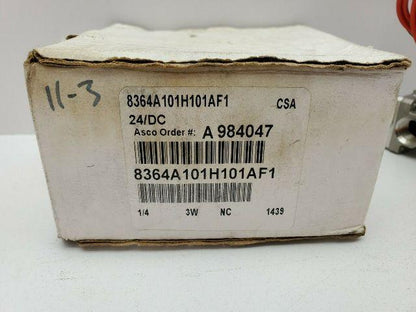 11-3
8364A101H101AF1 CSA
24/DC
Asco Order #: A 984047
8364A101H101AF1
1/4 3W NC 1439